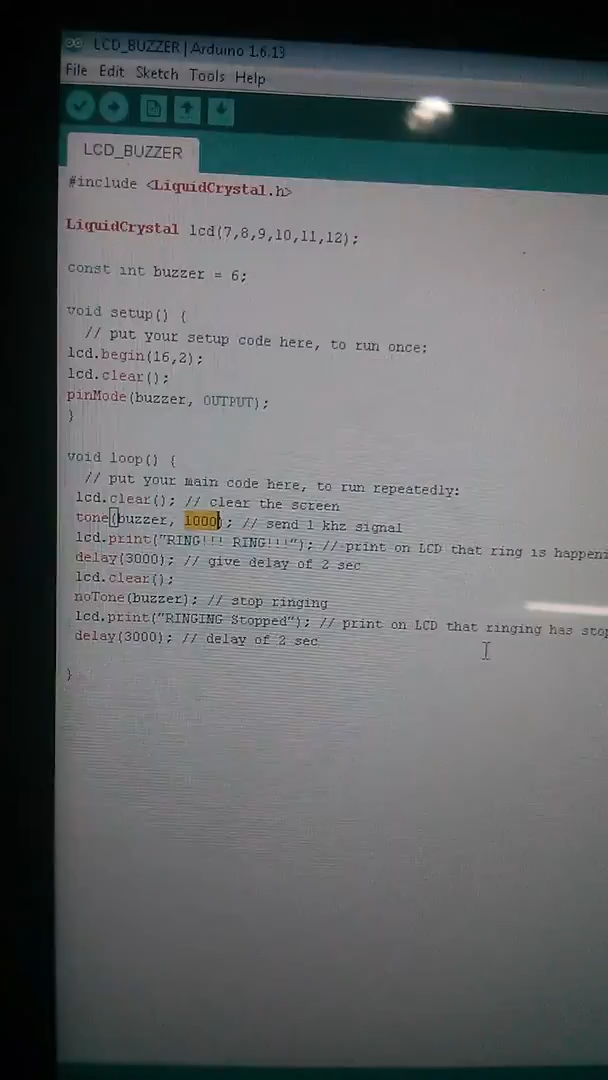 LCD_BUZZER | Arduino 1.6.13
File Edit Sketch Tools Help
LCD_BUZZER
#include <LiquidCrystal.h>
LiquidCrystal lcd(7,8,9,10,11,12);
const int buzzer = 6;
void setup() {
// put your setup code here, to run once:
lcd.begin(16,2);
lcd.clear();
pinMode(buzzer, OUTPUT);
}
void loop() {
// put your main code here, to run repeatedly:
lcd.clear(); // clear the screen
tone(buzzer, 1000); // send 1 khz signal
lcd.print("RING!!! RING!!!"); // print on LCD that ring is happeni
delay(3000); // give delay of 2 sec
lcd.clear();
noTone(buzzer); // stop ringing
lcd.print("RINGING Stopped"); // print on LCD that ringing has stop
delay(3000); // delay of 2 sec
}